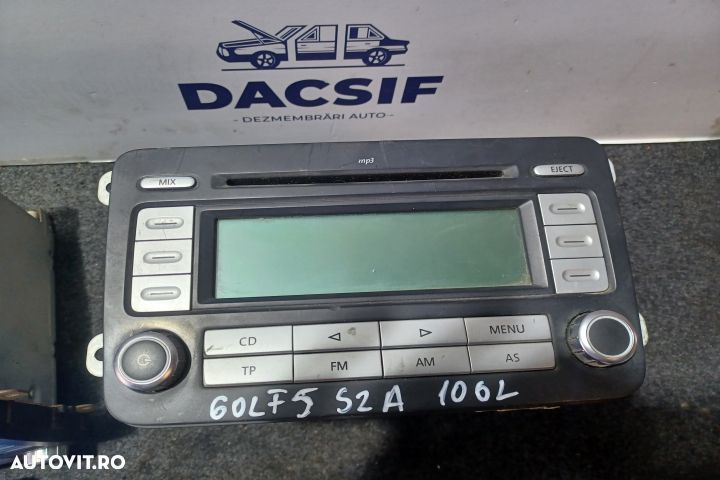 DACSIF
- DEZMEMBRĂRI AUTO -
mp3
MIX
EJECT
CD
MENU
TP
FM
AM
AS
GOLF5 S2A 106L
AUTOVIT.RO